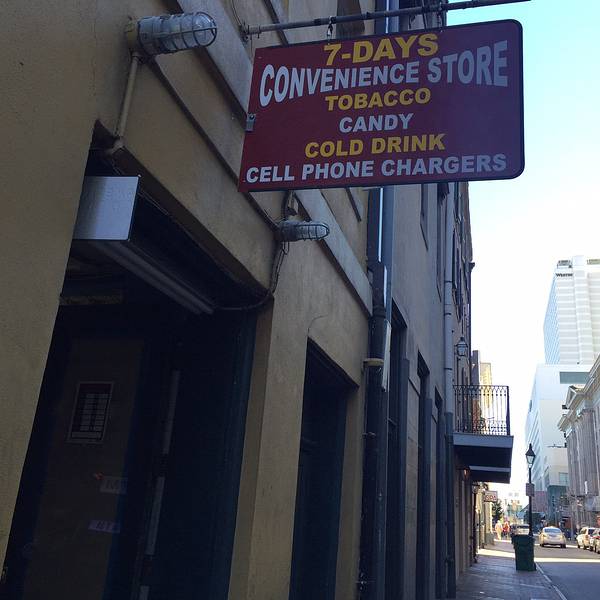 7-DAYS
CONVENIENCE STORE
TOBACCO
CANDY
COLD DRINK
CELL PHONE CHARGERS